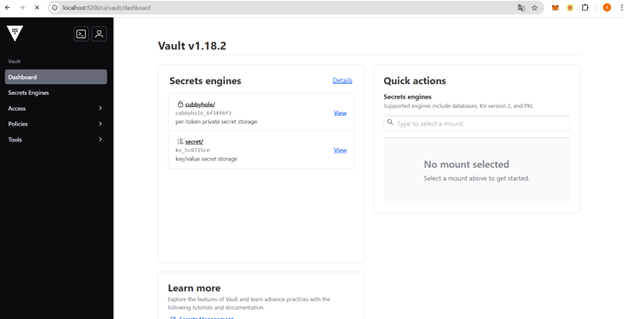 localhost:8200/ui/vault/dashboard
Vault
Dashboard
Secrets Engines
Access
Policies
Tools
Vault v1.18.2
Secrets engines
Details
cubbyhole/
cubbyhole_6f34f6f3
per-token private secret storage
View
secret/
kv_5c8735ce
key/value secret storage
View
Quick actions
Secrets engines
Supported engines include databases, KV version 2, and PKI.
Type to select a mount
No mount selected
Select a mount above to get started.
Learn more
Explore the features of Vault and learn advance practices with the
following tutorials and documentation.
Secrets Management